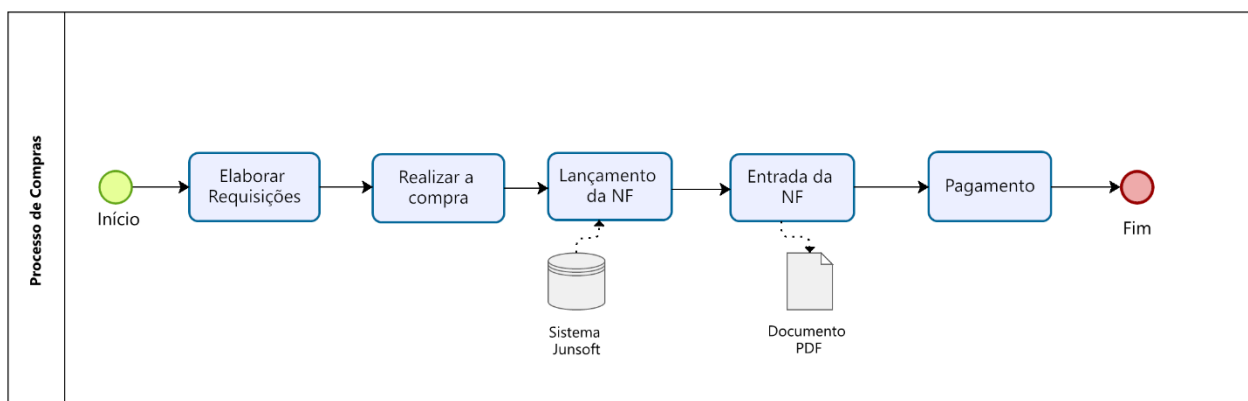 Processo de Compras
Início
Elaborar
Requisições
Realizar a
compra
Lançamento
da NF
Entrada da
NF
Pagamento
Fim
Sistema
Junsoft
Documento
PDF